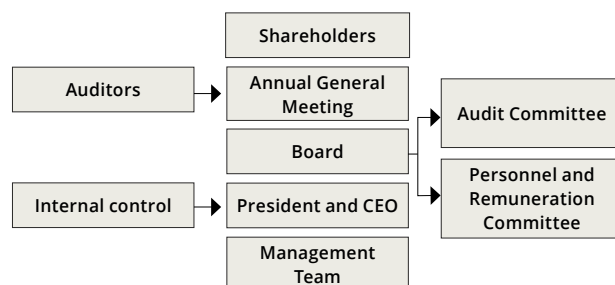 Shareholders
Auditors
Annual General
Meeting
Audit Committee
Board
Internal control
President and CEO
Personnel and
Remuneration
Committee
Management
Team